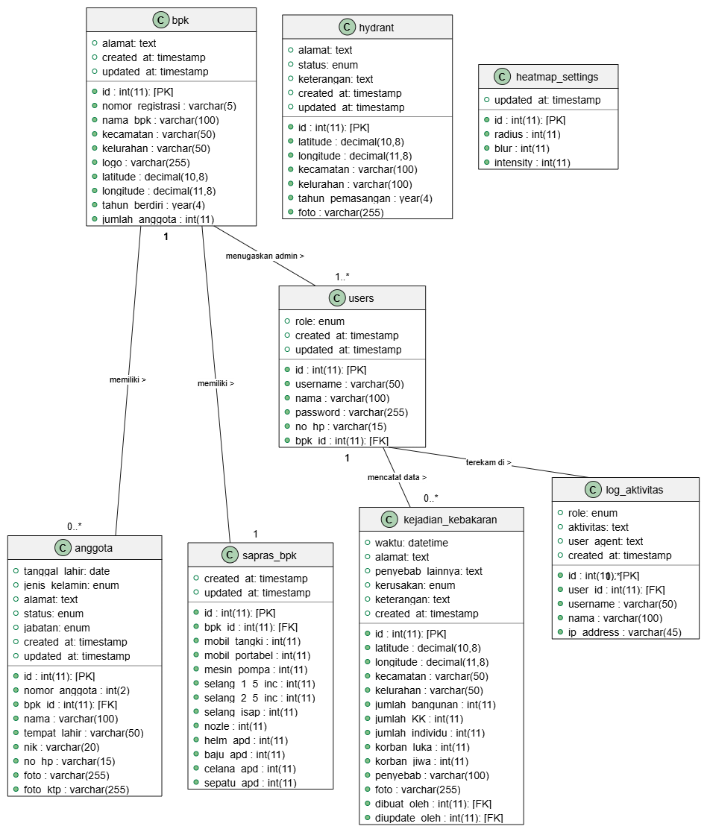 C bpk
alamat: text
created_at: timestamp
updated_at: timestamp
id : int(11): [PK]
nomor_registrasi : varchar(5)
nama_bpk : varchar(100)
kecamatan : varchar(50)
kelurahan : varchar(50)
logo : varchar(255)
latitude : decimal(10,8)
longitude : decimal(11,8)
tahun_berdiri : year(4)
jumlah_anggota : int(11)
C hydrant
alamat: text
status: enum
keterangan: text
created_at: timestamp
updated_at: timestamp
id : int(11): [PK]
latitude : decimal(10,8)
longitude : decimal(11,8)
kecamatan : varchar(100)
kelurahan : varchar(100)
tahun_pemasangan : year(4)
foto : varchar(255)
C heatmap_settings
updated_at: timestamp
id : int(11): [PK]
radius : int(11)
blur : int(11)
intensity : int(11)
1
menugaskan admin >
1..*
C users
role: enum
created_at: timestamp
updated_at: timestamp
id : int(11): [PK]
username : varchar(50)
nama : varchar(100)
password : varchar(255)
no_hp : varchar(15)
bpk_id : int(11): [FK]
memiliki >
memiliki >
1
mencatat data >
terekam di >
0..*
1
0..*
C anggota
tanggal_lahir: date
jenis_kelamin: enum
alamat: text
status: enum
jabatan: enum
created_at: timestamp
updated_at: timestamp
id : int(11): [PK]
nomor_anggota : int(2)
bpk_id : int(11): [FK]
nama : varchar(100)
tempat_lahir : varchar(50)
nik : varchar(20)
no_hp : varchar(15)
foto : varchar(255)
foto_ktp : varchar(255)
C sapras_bpk
created_at: timestamp
updated_at: timestamp
id : int(11): [PK]
bpk_id : int(11): [FK]
mobil_tangki : int(11)
mobil_portabel : int(11)
mesin_pompa : int(11)
selang_1_5_inc : int(11)
selang_2_5_inc : int(11)
selang_isap : int(11)
nozle : int(11)
helm_apd : int(11)
baju_apd : int(11)
celana_apd : int(11)
sepatu_apd : int(11)
C kejadian_kebakaran
waktu: datetime
alamat: text
penyebab_lainnya: text
kerusakan: enum
keterangan: text
created_at: timestamp
id : int(11): [PK]
latitude : decimal(10,8)
longitude : decimal(11,8)
kecamatan : varchar(50)
kelurahan : varchar(50)
jumlah_bangunan : int(11)
jumlah_KK : int(11)
jumlah_individu : int(11)
korban_luka : int(11)
korban_jiwa : int(11)
penyebab : varchar(100)
foto : varchar(255)
dibuat_oleh : int(11): [FK]
diupdate_oleh : int(11): [FK]
C log_aktivitas
role: enum
aktivitas: text
user_agent: text
created_at: timestamp
id : [PK]
user_id : int(11): [FK]
username : varchar(50)
nama : varchar(100)
ip_address : varchar(45)